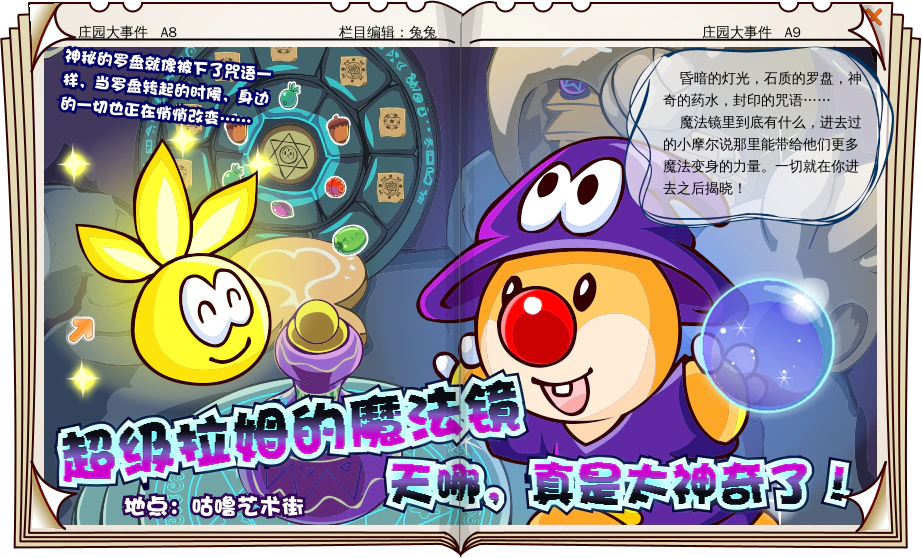 庄园大事件 A8
栏目编辑：兔兔
庄园大事件 A9
神秘的罗盘就像被下了咒语一
样，当罗盘转起的时候，身边
的一切也正在悄悄改变……
昏暗的灯光，石质的罗盘，神
奇的药水，封印的咒语……
魔法镜里到底有什么，进去过
的小摩尔说那里能带给他们更多
魔法变身的力量。一切就在你进
去之后揭晓！
超级拉姆的魔法镜
天哪，真是太神奇了！
地点：咕噜艺术街